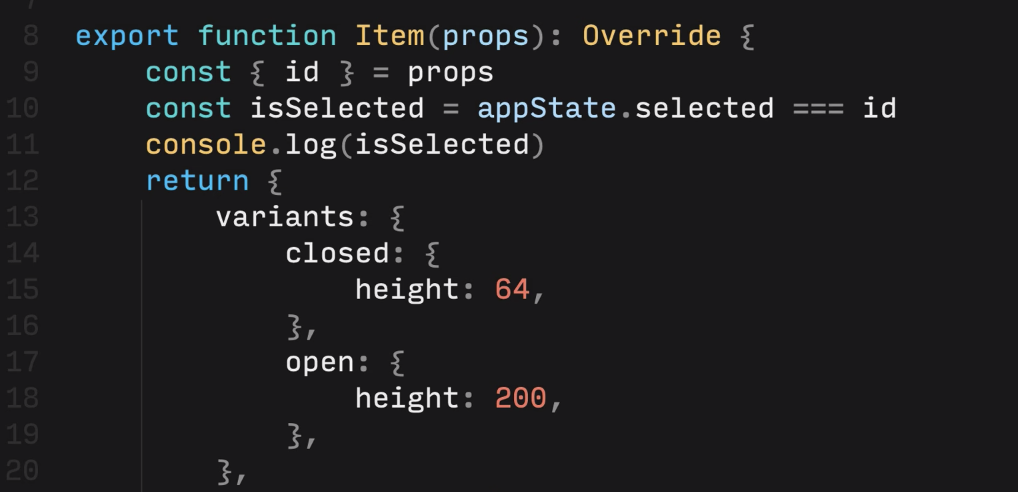 7
8 export function Item(props): Override {
9     const { id } = props
10     const isSelected = appState.selected === id
11     console.log(isSelected)
12     return {
13         variants: {
14             closed: {
15                 height: 64,
16             },
17             open: {
18                 height: 200,
19             },
20         },